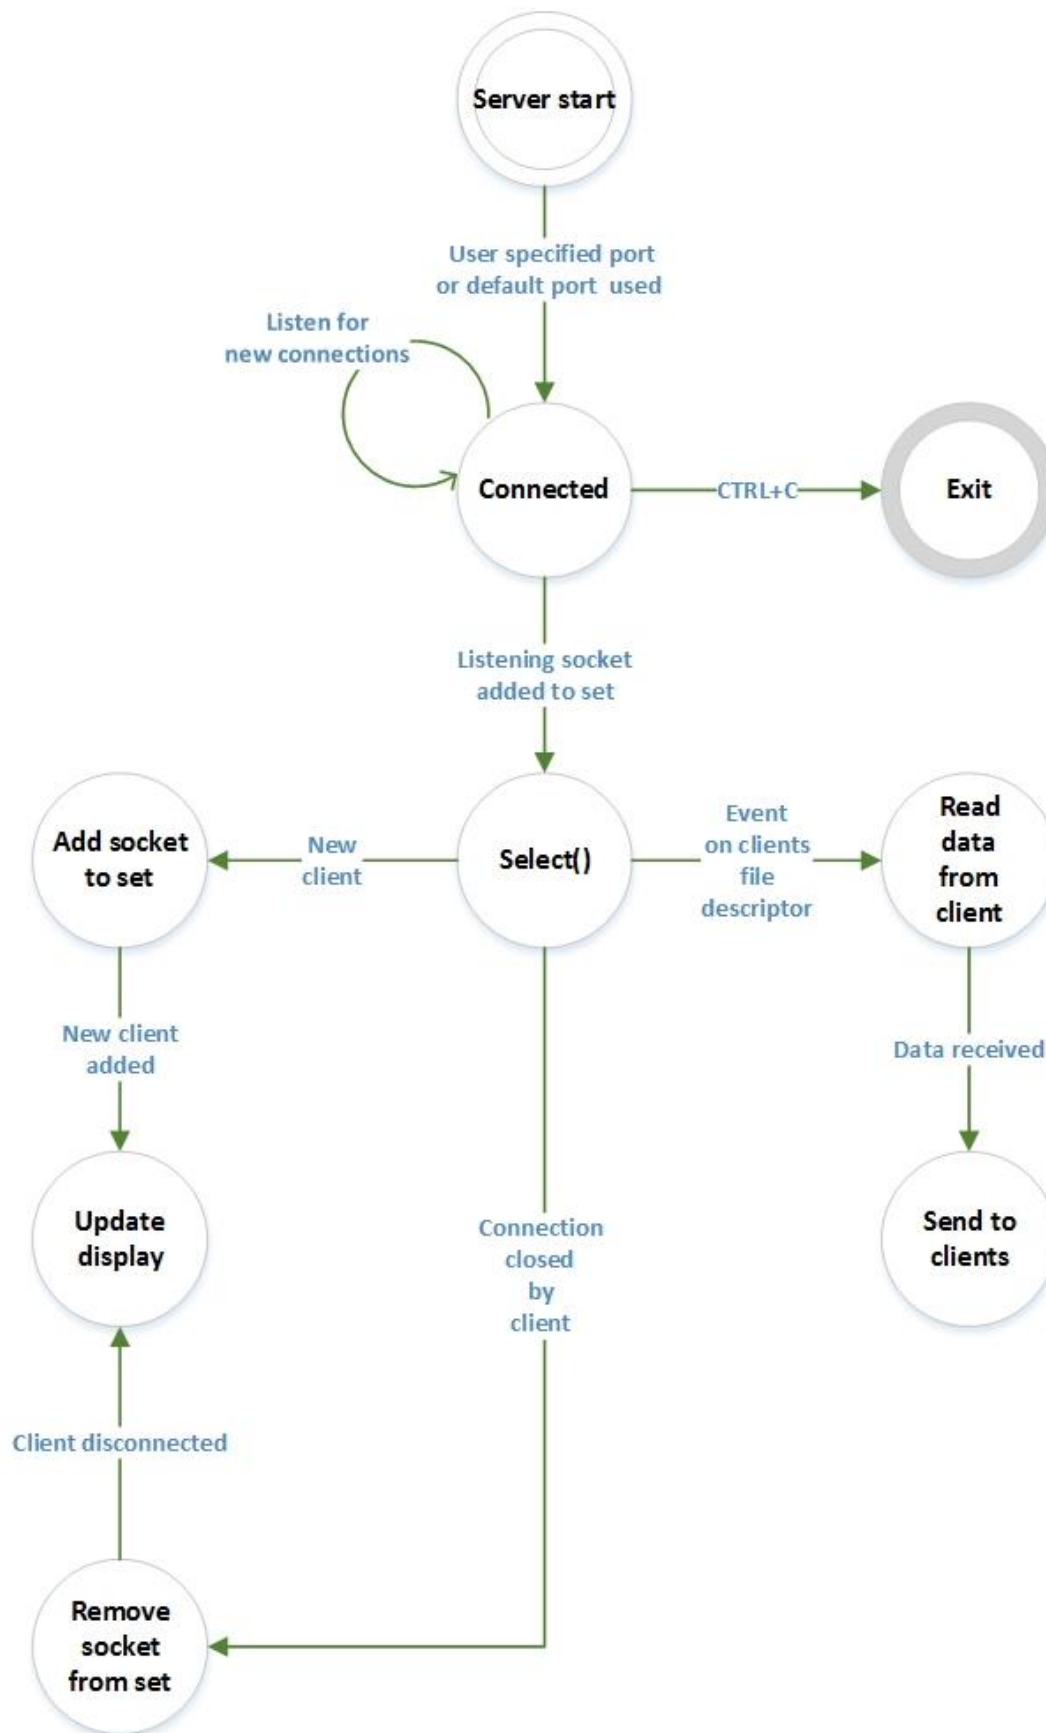 Server start
User specified port
or default port used
Listen for
new connections
Connected
CTRL+C
Exit
Listening socket
added to set
Add socket
to set
New
client
Select()
Event
on clients
file
descriptor
Read
data
from
client
New client
added
Data received
Update
display
Connection
closed
by
client
Send to
clients
Client disconnected
Remove
socket
from set